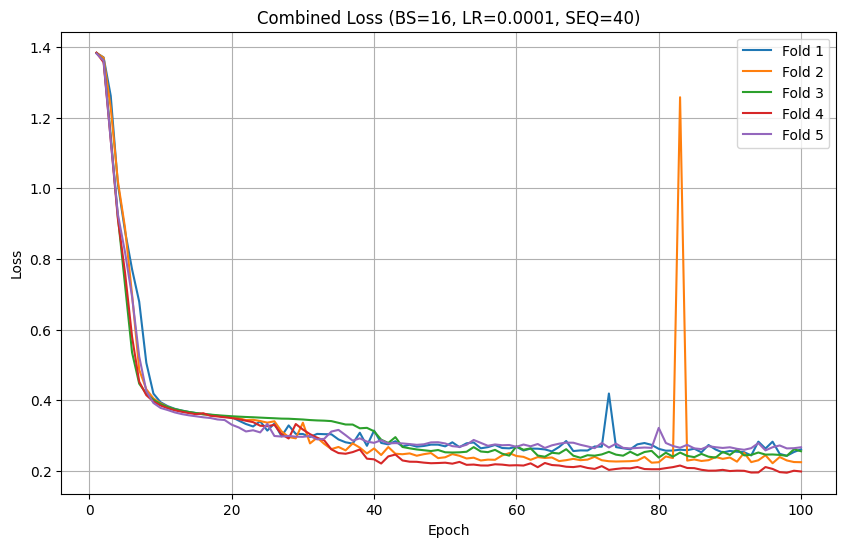 Combined Loss (BS=16, LR=0.0001, SEQ=40)
Fold 1
Fold 2
Fold 3
Fold 4
Fold 5
Loss
1.4
1.2
1.0
0.8
0.6
0.4
0.2
0 20 40 60 80 100
Epoch